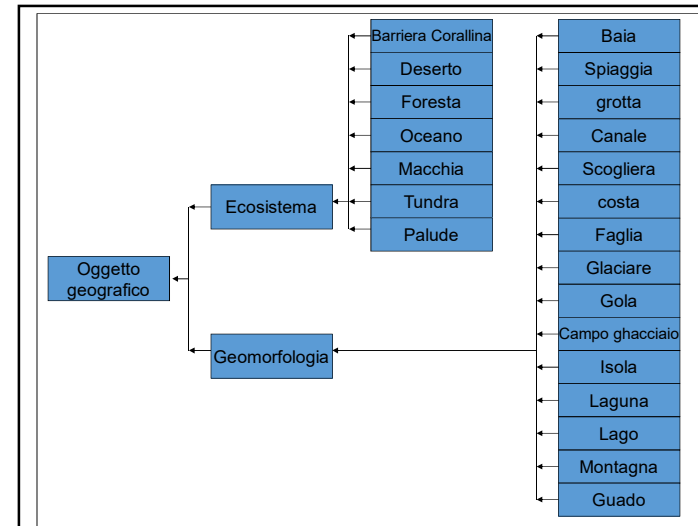 Oggetto
geografico
Ecosistema
Geomorfologia
Barriera Corallina
Deserto
Foresta
Oceano
Macchia
Tundra
Palude
Baia
Spiaggia
grotta
Canale
Scogliera
costa
Faglia
Glaciare
Gola
Campo ghacciaio
Isola
Laguna
Lago
Montagna
Guado